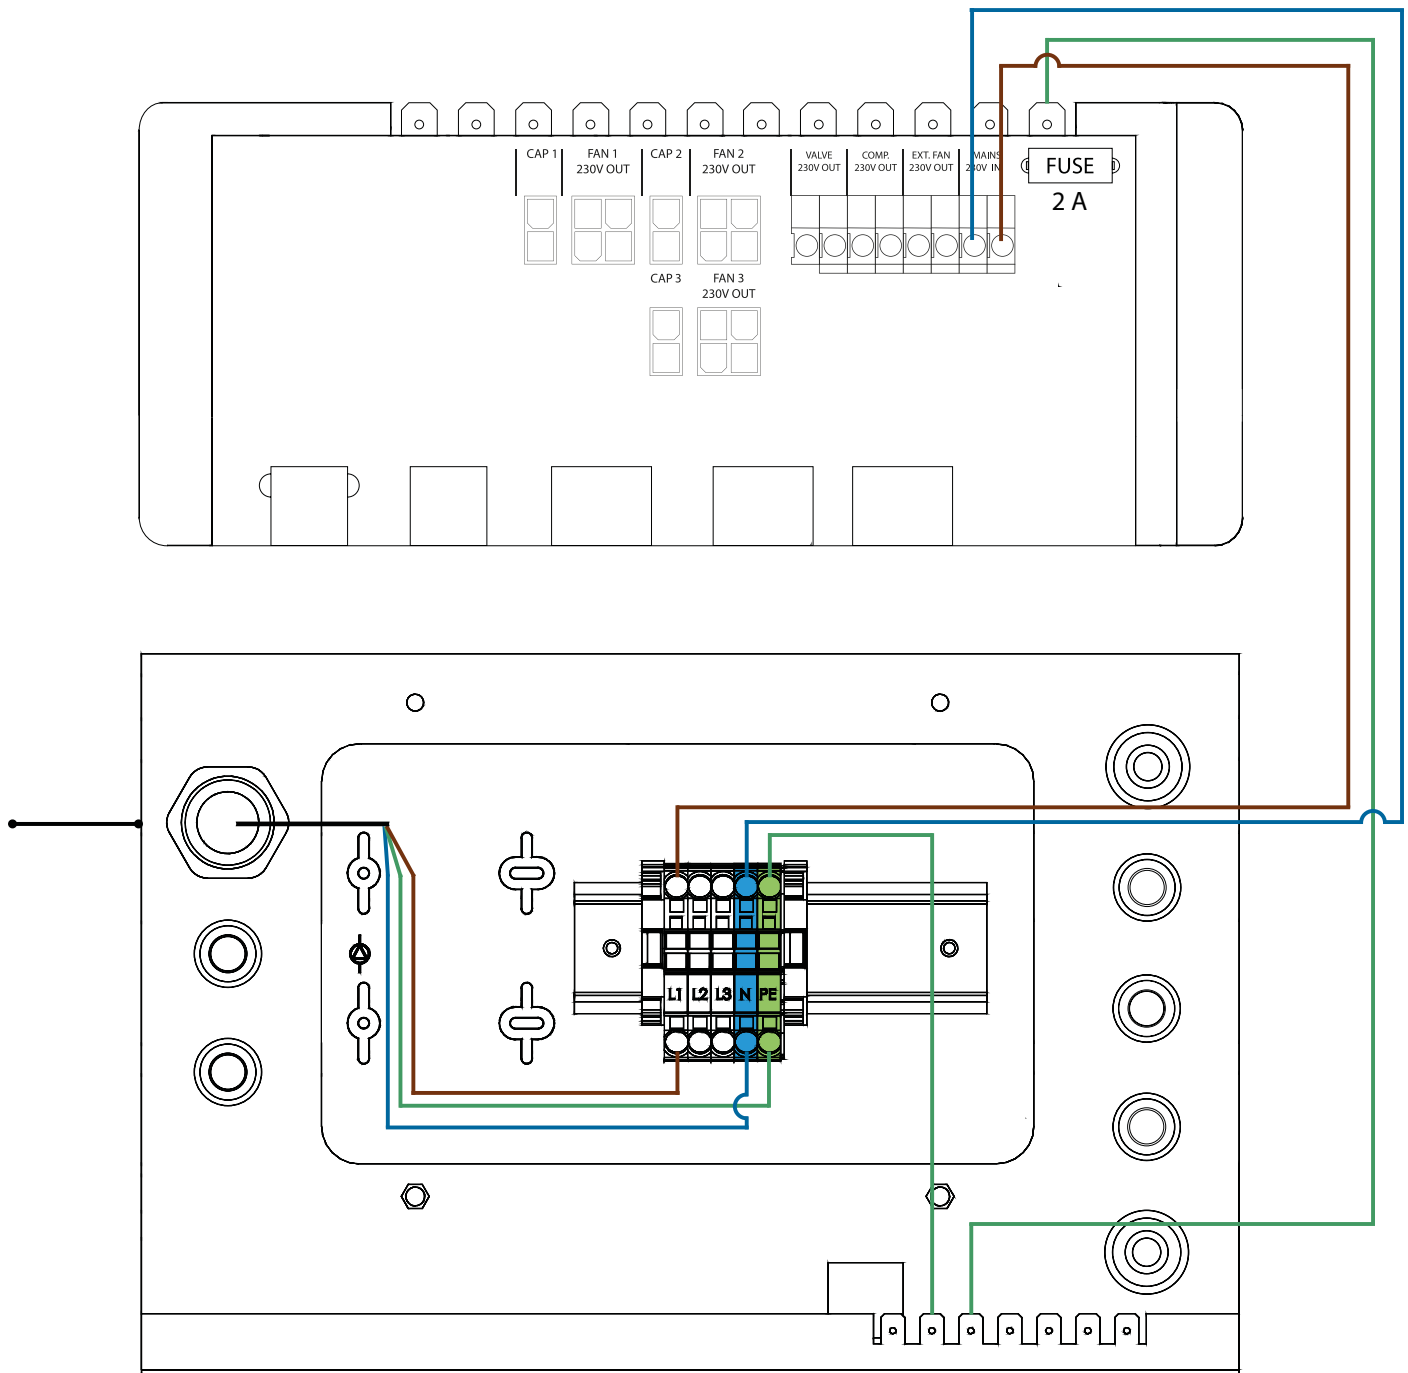 CAP 1
FAN 1
230V OUT
CAP 2
FAN 2
230V OUT
VALVE
230V OUT
COMP.
230V OUT
EXT. FAN
230V OUT
MAINS
230V IN
FUSE
2 A
CAP 3
FAN 3
230V OUT
L1 L2 L3 N PE